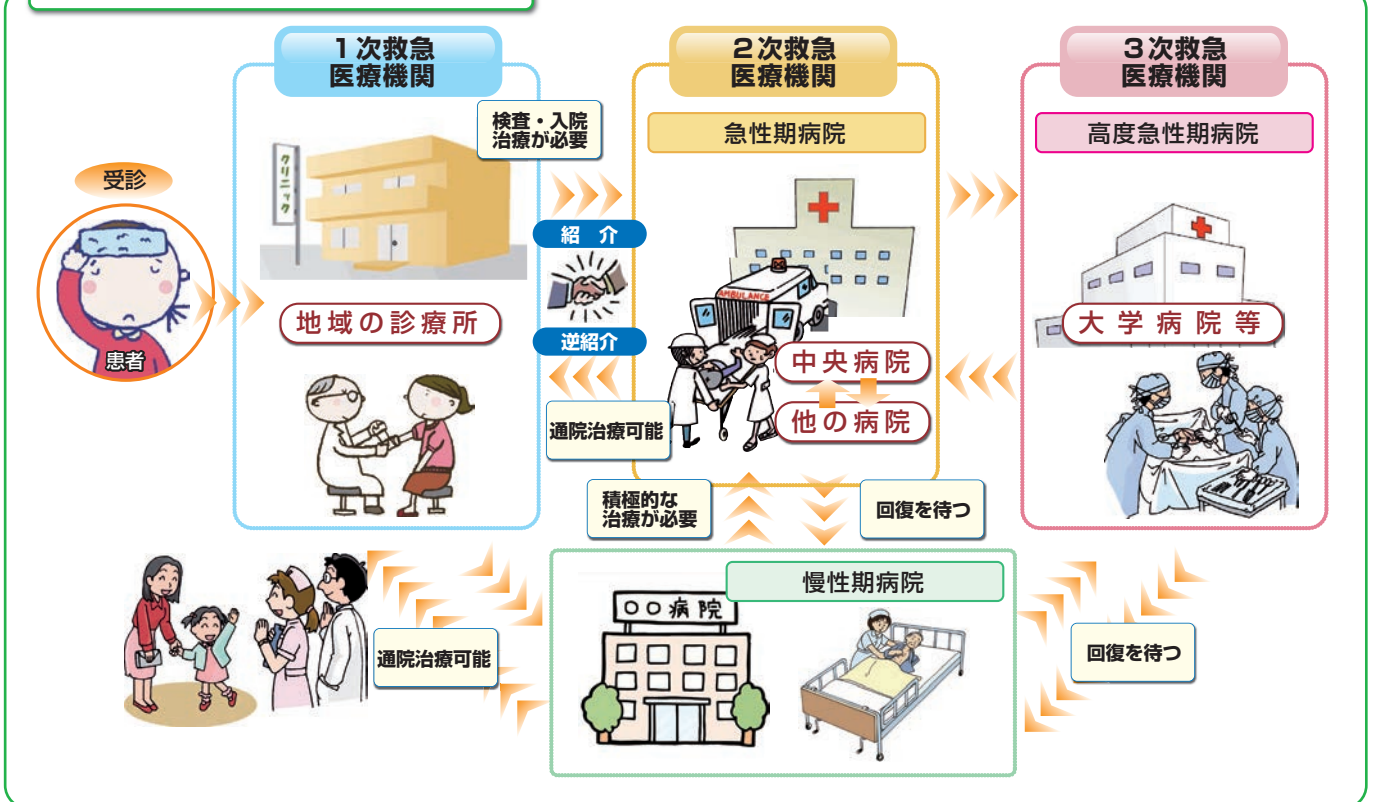 1次救急
医療機関
2次救急
医療機関
3次救急
医療機関
検査・入院
治療が必要
急性期病院
高度急性期病院
クリニック
受診
紹介
AMBULANCE
地域の診療所
大学病院等
逆紹介
患者
中央病院
他の病院
通院治療可能
積極的な
治療が必要
回復を待つ
慢性期病院
○○病院
通院治療可能
回復を待つ